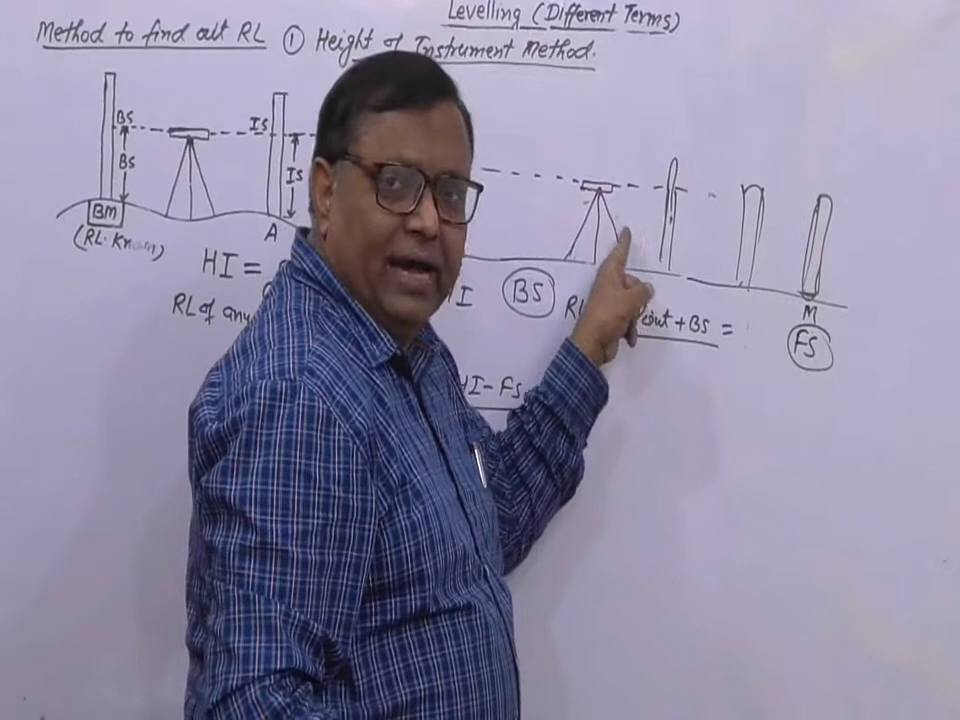 Levelling (Different Terms)
Method to find out RL ① Height of Instrument Method.
BS
IS
BS
IS
BM
(RL. Known)
A
HI =
I
BS
RL
+ BS =
M
FS
RL of any
HI - FS